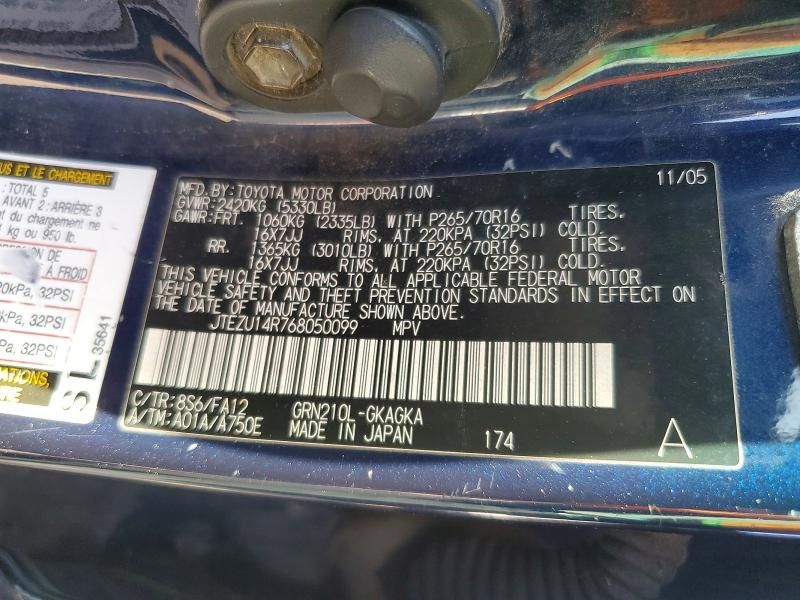 US ET LE CHARGEMENT
: TOTAL 5
AVANT 2: ARRIÈRE 3
t du chargement ne
1 kg ou 950 lb.
RESSION DE
À FROID
20kPa, 32PSI
kPa, 32PSI
Pa, 32PSI
ATIONS,
SL 35641
MFD. BY: TOYOTA MOTOR CORPORATION 11/05
GVWR: 2420KG (5330LB)
GAWR: FRT. 1060KG (2335LB) WITH P265/70R16 TIRES.
16X7JJ RIMS, AT 220KPA (32PSI) COLD.
RR. 1365KG (3010LB) WITH P265/70R16 TIRES.
16X7JJ RIMS, AT 220KPA (32PSI) COLD.
THIS VEHICLE CONFORMS TO ALL APPLICABLE FEDERAL MOTOR
VEHICLE SAFETY AND THEFT PREVENTION STANDARDS IN EFFECT ON
THE DATE OF MANUFACTURE SHOWN ABOVE.
JTEZU14R768050099 MPV
C/TR: 8S6/FA12 GRN210L-GKAGKA
A/TM: A01A/A750E MADE IN JAPAN 174 A